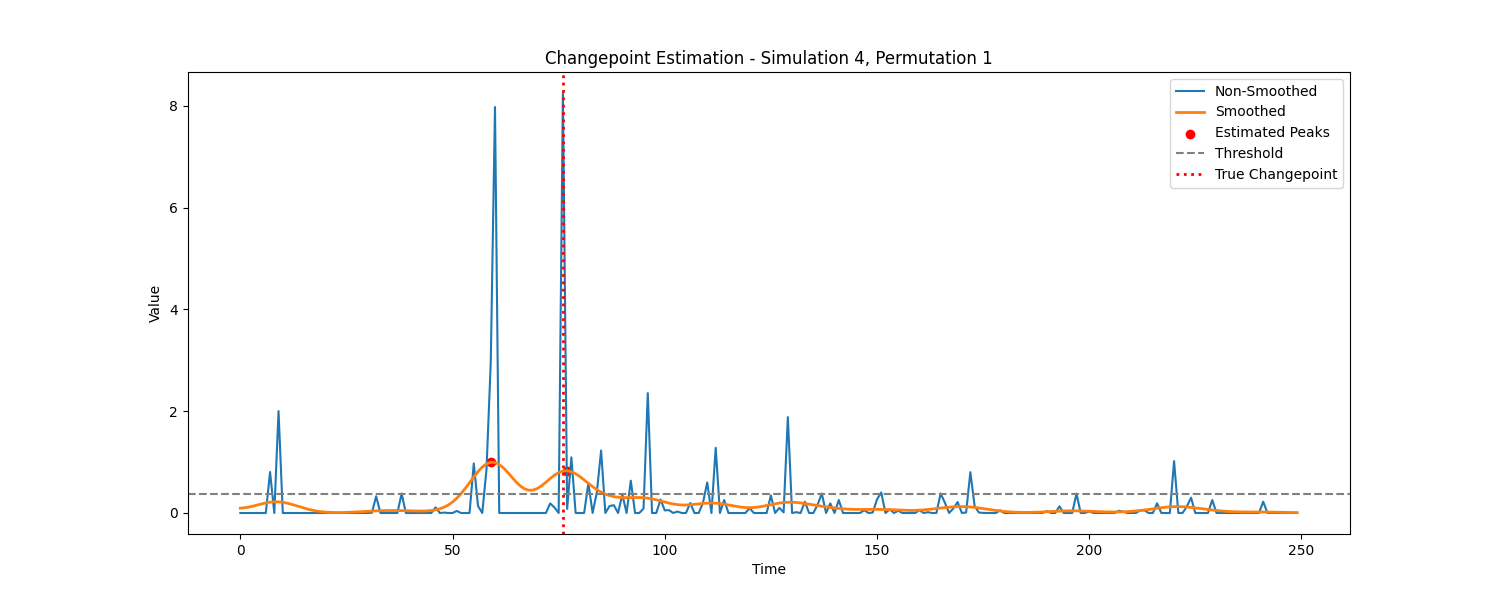 Changepoint Estimation - Simulation 4, Permutation 1
Non-Smoothed
Smoothed
Estimated Peaks
Threshold
True Changepoint
Value
8
6
4
2
0
0 50 100 150 200 250
Time